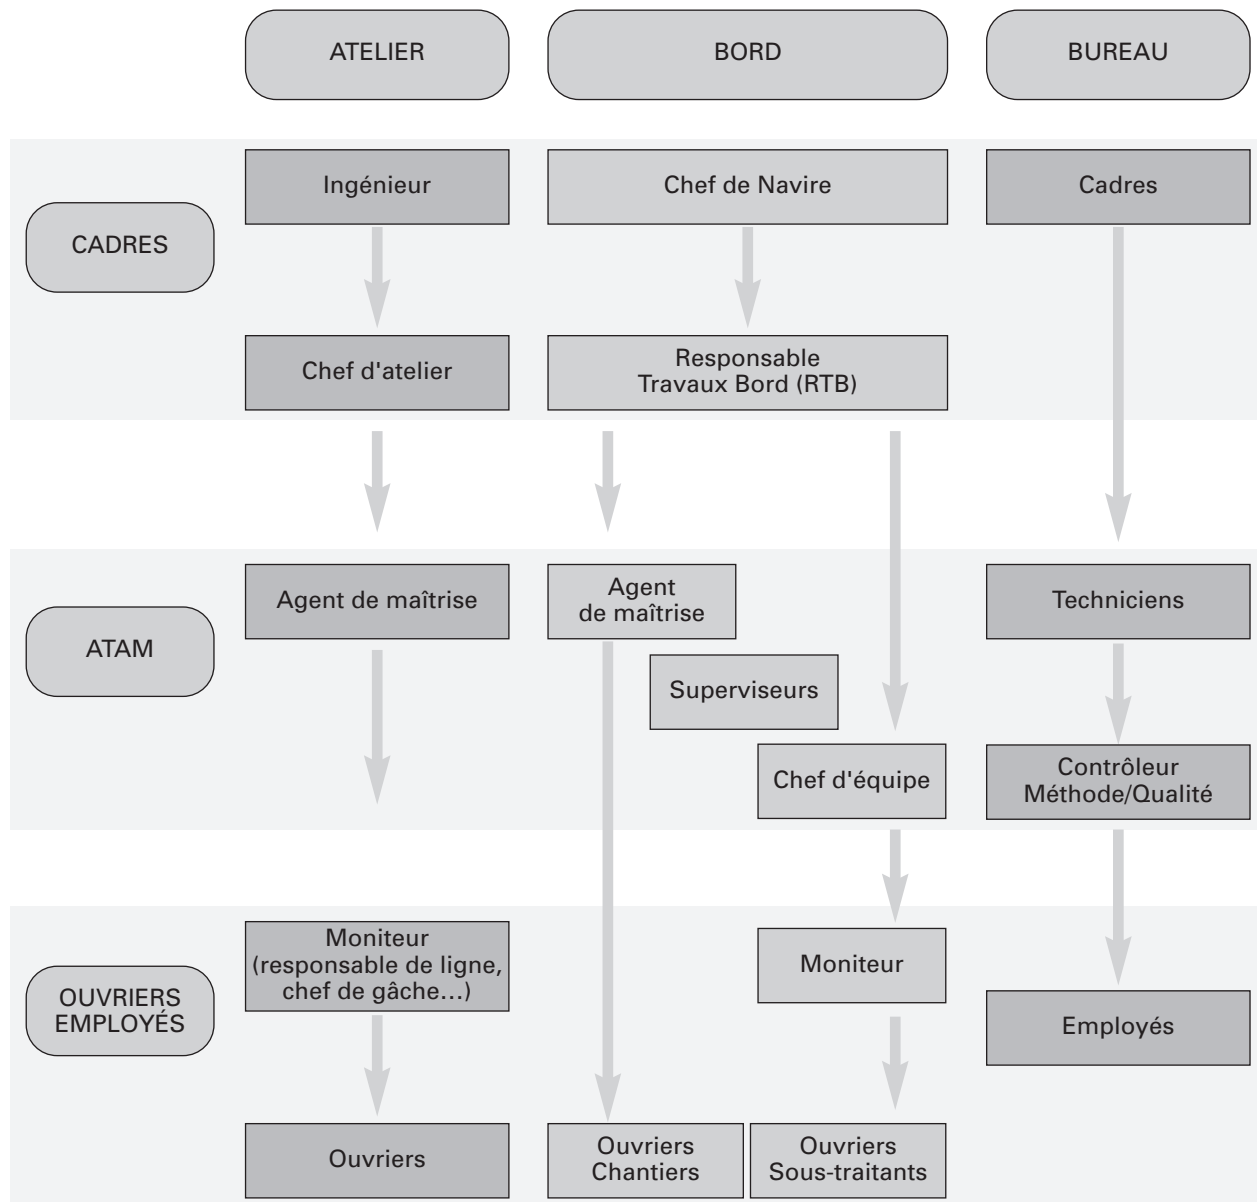 ATELIER
BORD
BUREAU
CADRES
Ingénieur
Chef de Navire
Cadres
Chef d'atelier
Responsable
Travaux Bord (RTB)
ATAM
Agent de maîtrise
Agent
de maîtrise
Techniciens
Superviseurs
Chef d'équipe
Contrôleur
Méthode/Qualité
OUVRIERS
EMPLOYÉS
Moniteur
(responsable de ligne,
chef de gâche...)
Moniteur
Employés
Ouvriers
Ouvriers
Chantiers
Ouvriers
Sous-traitants